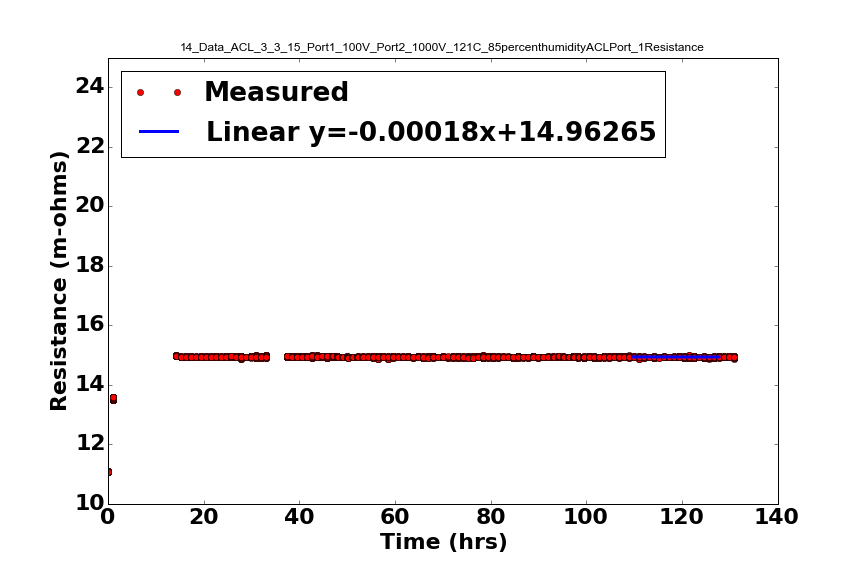 14_Data_ACL_3_3_15_Port1_100V_Port2_1000V_121C_85percenthumidityACLPort_1Resistance
Measured
Linear y=-0.00018x+14.96265
24
22
20
18
16
14
12
10
Resistance (m-ohms)
0 20 40 60 80 100 120 140
Time (hrs)